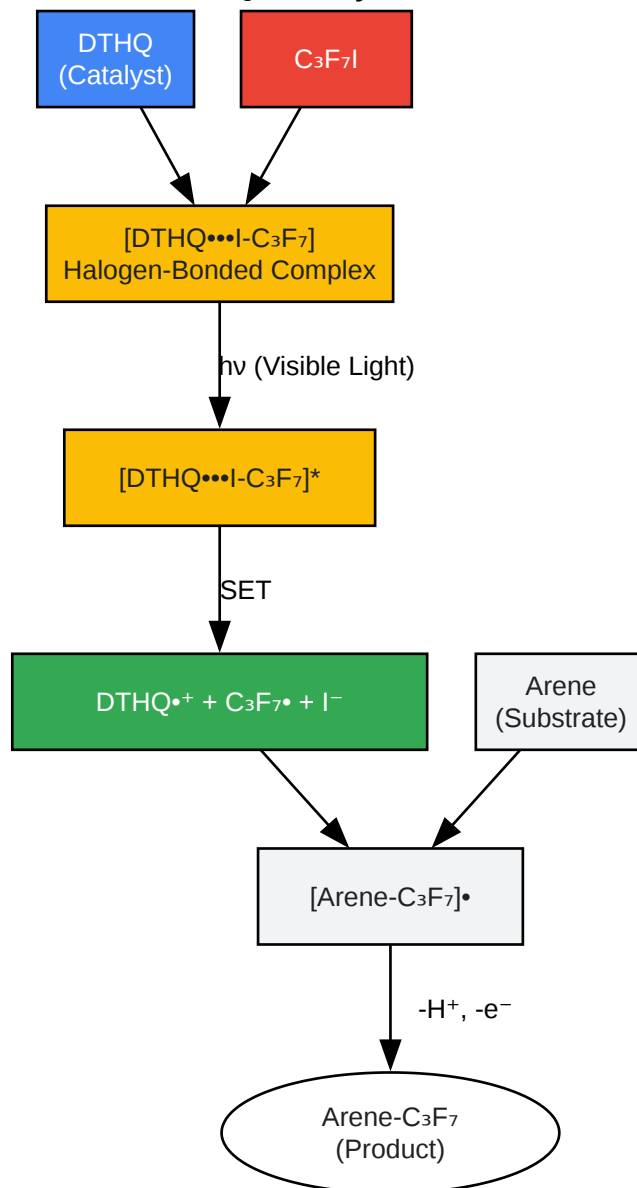 DTHQ
(Catalyst)
C₃F₇I
[DTHQ•••I-C₃F₇]
Halogen-Bonded Complex
hν (Visible Light)
[DTHQ•••I-C₃F₇]*
SET
DTHQ•⁺ + C₃F₇• + I⁻
Arene
(Substrate)
[Arene-C₃F₇]•
-H⁺, -e⁻
Arene-C₃F₇
(Product)